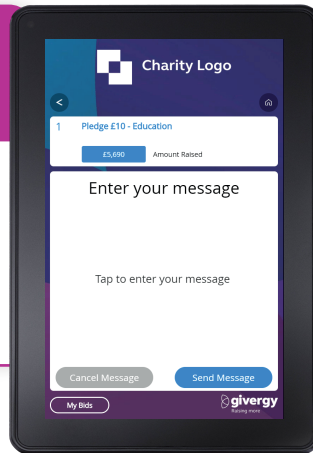 Charity Logo
<
1 Pledge £10 - Education
£5,690 Amount Raised
Enter your message
Tap to enter your message
Cancel Message Send Message
My Bids
givergy
Raising more